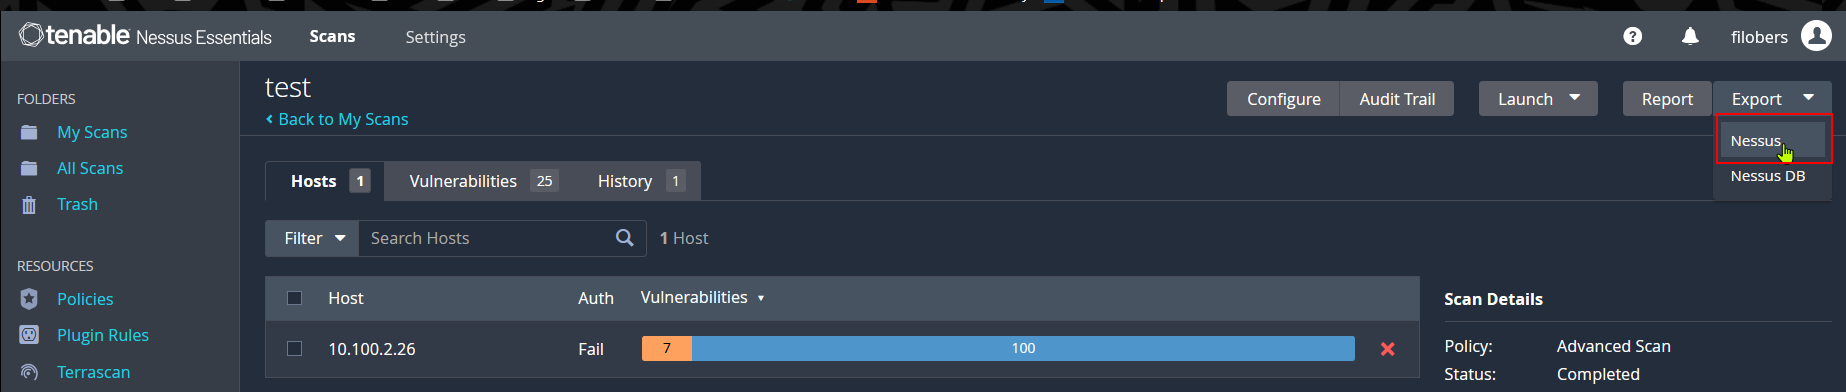 tenable Nessus Essentials Scans Settings filobers
FOLDERS
My Scans
All Scans
Trash
RESOURCES
Policies
Plugin Rules
Terrascan
test
Back to My Scans
Configure Audit Trail Launch Report Export
Nessus
Nessus DB
Hosts 1 Vulnerabilities 25 History 1
Filter Search Hosts 1 Host
Host Auth Vulnerabilities
10.100.2.26 Fail 7 100
Scan Details
Policy: Advanced Scan
Status: Completed